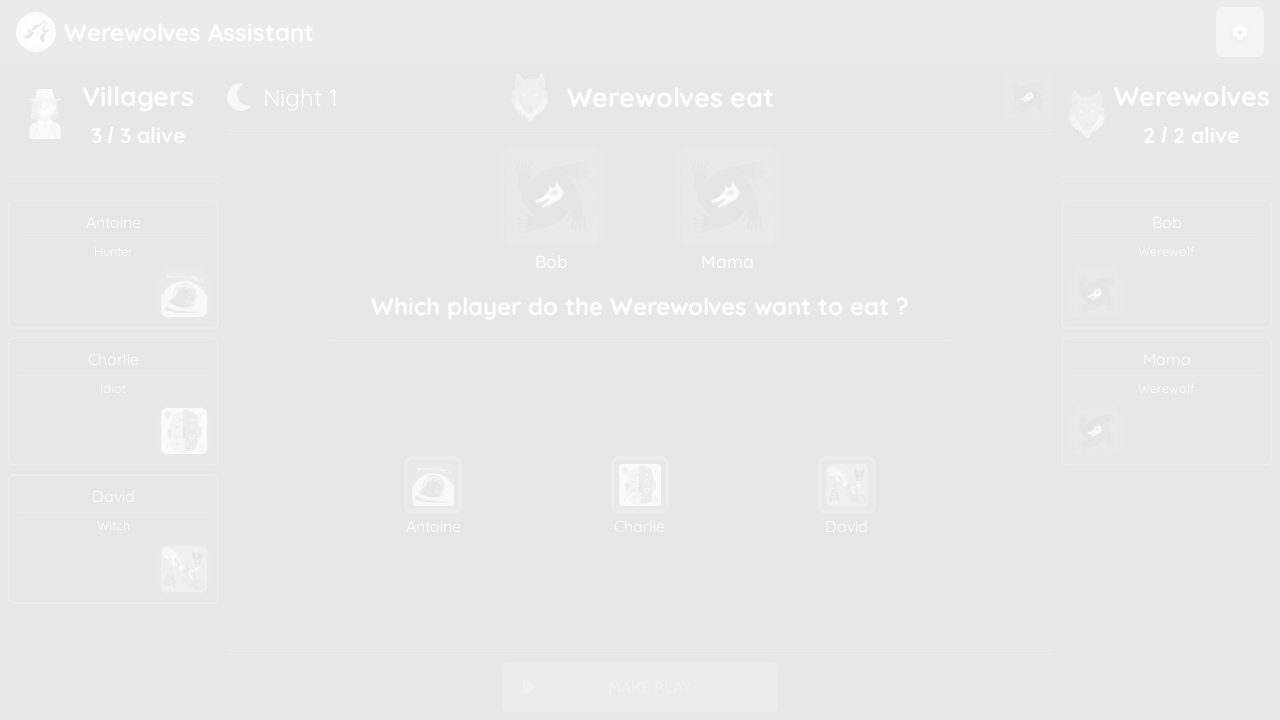 Werewolves Assistant
Villagers
3 / 3 alive
Night 1
Werewolves eat
Werewolves
2 / 2 alive
Antoine
Hunter
Charlie
Idiot
David
Witch
Bob
Mama
Which player do the Werewolves want to eat ?
Antoine
Charlie
David
MAKE PLAY
Bob
Werewolf
Mama
Werewolf